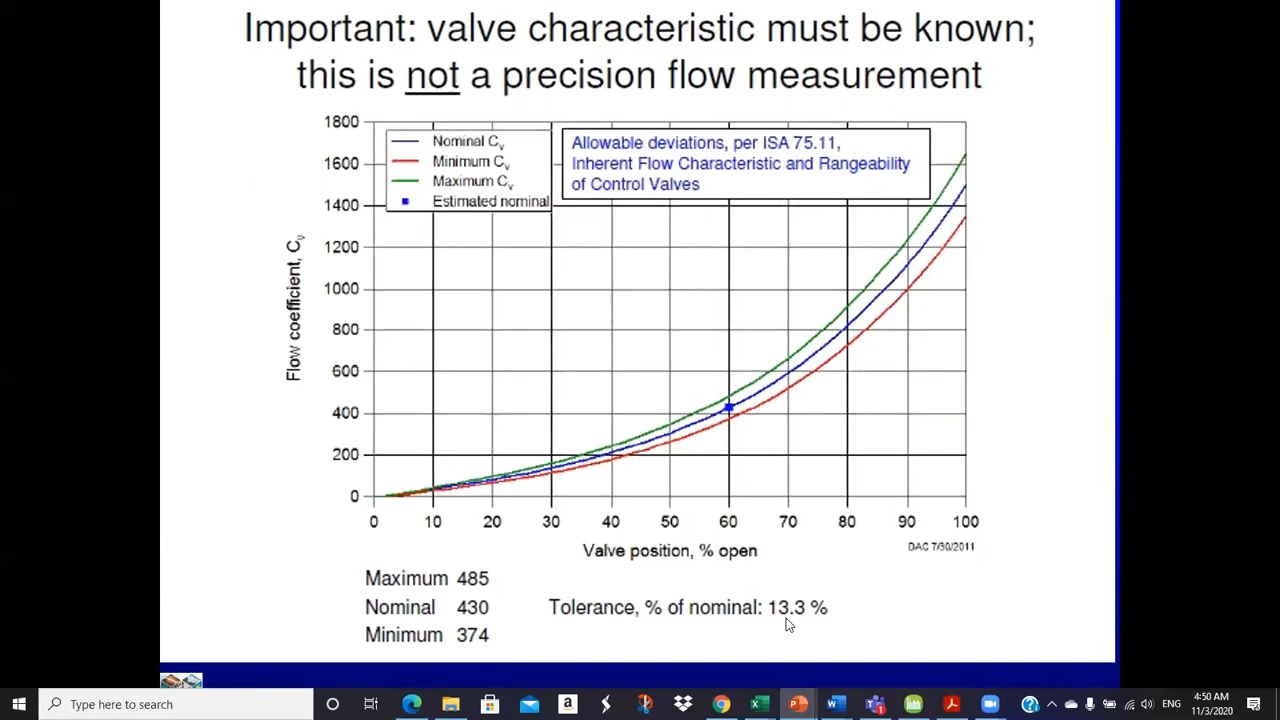 Important: valve characteristic must be known;
this is not a precision flow measurement
1800
1600
1400
1200
1000
800
600
400
200
0
Flow coefficient, Cv
Nominal Cv
Minimum Cv
Maximum Cv
Estimated nominal
Allowable deviations, per ISA 75.11,
Inherent Flow Characteristic and Rangeability
of Control Valves
0 10 20 30 40 50 60 70 80 90 100
Valve position, % open
DAC 7/30/2011
Maximum 485
Nominal 430
Minimum 374
Tolerance, % of nominal: 13.3 %
Type here to search
ENG
4:50 AM
11/3/2020